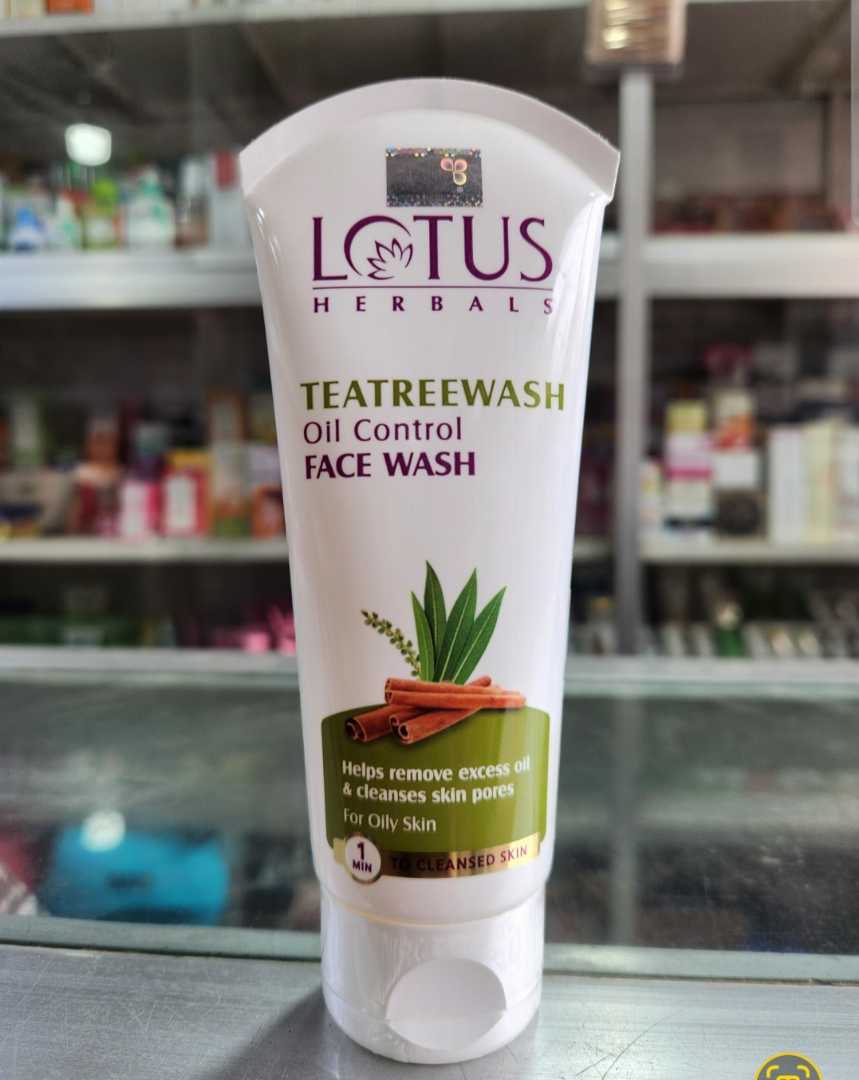 LOTUS
HERBALS
TEATREEWASH
Oil Control
FACE WASH
Helps remove excess oil
& cleanses skin pores
For Oily Skin
1
MIN
TO CLEANSED SKIN